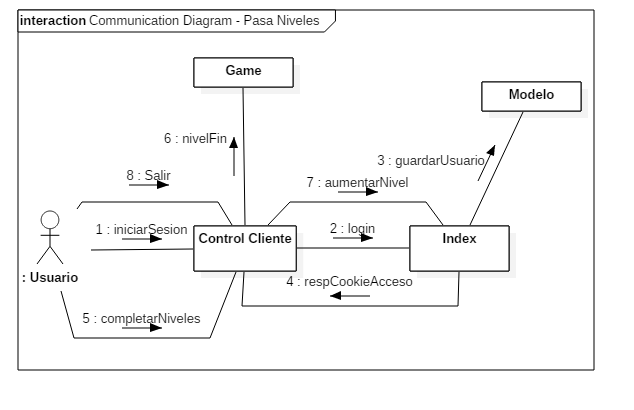 interaction Communication Diagram - Pasa Niveles
Game
Modelo
6 : nivelFin
3 : guardarUsuario
8 : Salir
7 : aumentarNivel
1 : iniciarSesion
Control Cliente
2 : login
Index
: Usuario
4 : respCookieAcceso
5 : completarNiveles